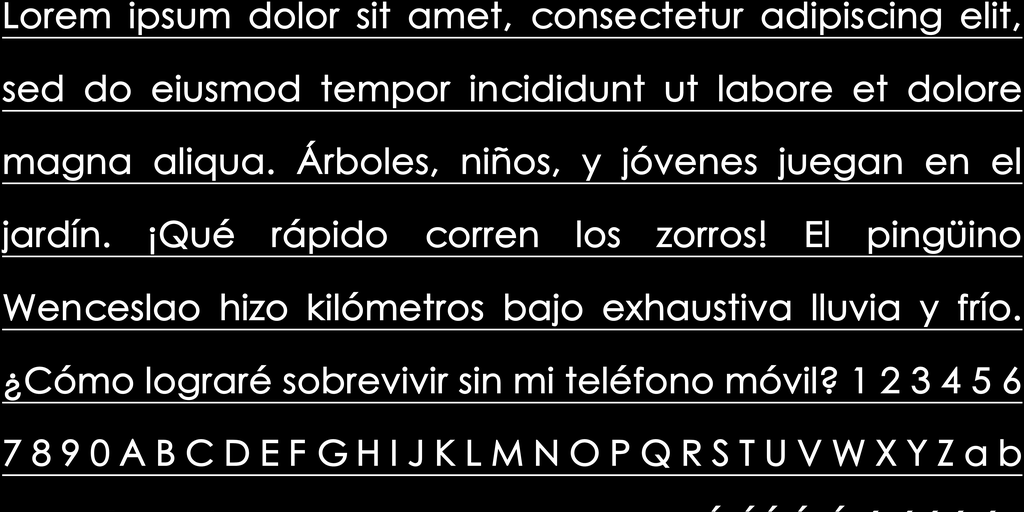 Lorem ipsum dolor sit amet, consectetur adipiscing elit,
sed do eiusmod tempor incididunt ut labore et dolore
magna aliqua. Árboles, niños, y jóvenes juegan en el
jardín. ¡Qué rápido corren los zorros! El pingüino
Wenceslao hizo kilómetros bajo exhaustiva lluvia y frío.
¿Cómo lograré sobrevivir sin mi teléfono móvil? 1 2 3 4 5 6
7 8 9 0 A B C D E F G H I J K L M N O P Q R S T U V W X Y Z a b